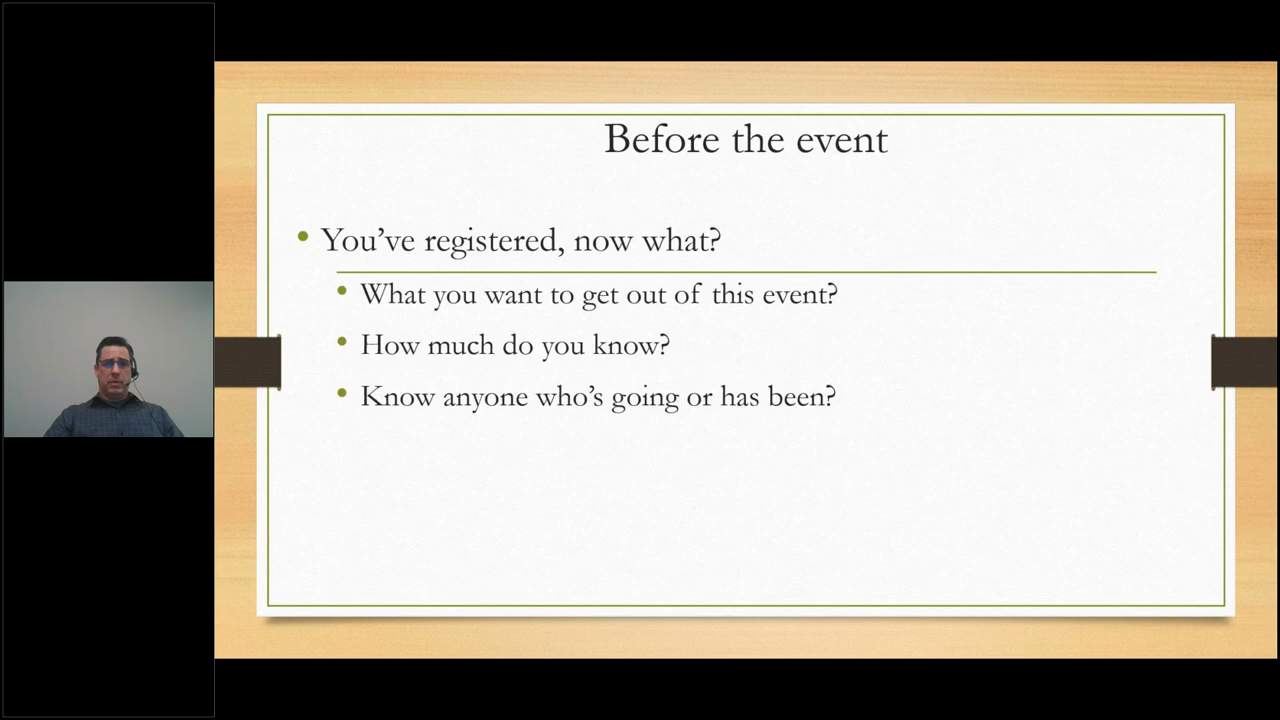 Before the event
• You’ve registered, now what?
• What you want to get out of this event?
• How much do you know?
• Know anyone who’s going or has been?